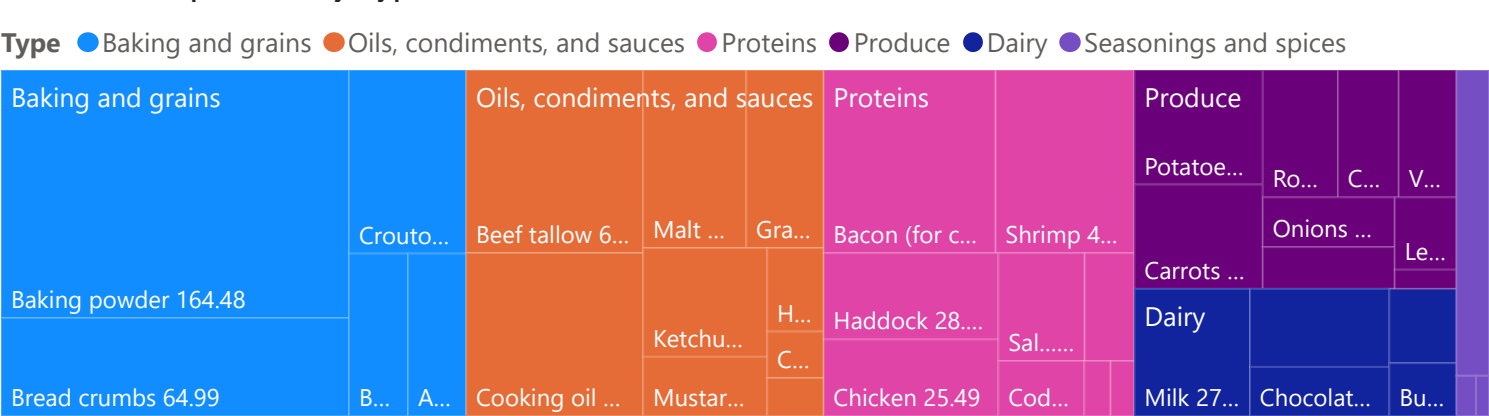 Type Baking and grains Oils, condiments, and sauces Proteins Produce Dairy Seasonings and spices
Baking and grains
Baking powder 164.48
Bread crumbs 64.99
Crouto...
B...
A...
Oils, condiments, and sauces
Beef tallow 6...
Malt ...
Gra...
Cooking oil ...
Ketchu...
Mustar...
H...
C...
Proteins
Bacon (for c...
Shrimp 4...
Haddock 28....
Chicken 25.49
Sal......
Cod...
Produce
Potatoe...
Carrots ...
Ro...
C...
V...
Onions ...
Le...
Dairy
Milk 27...
Chocolat...
Bu...